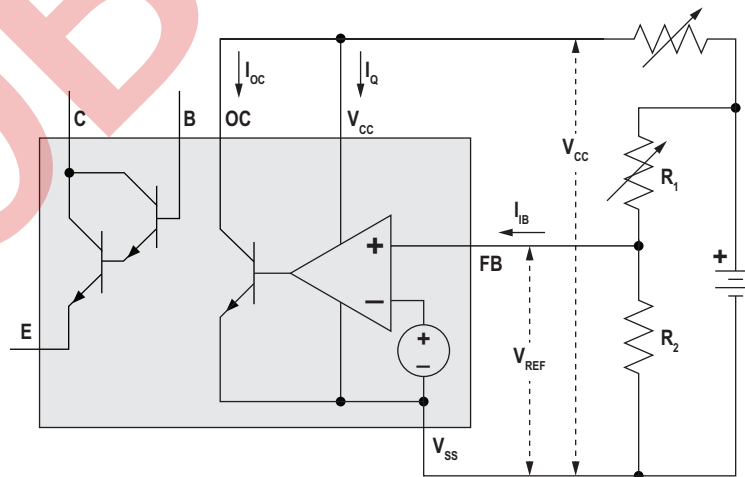 I_OC
I_Q
C
B
OC
V_CC
V_CC
R_1
I_IB
+
FB
+
−
+
−
E
V_REF
R_2
V_SS